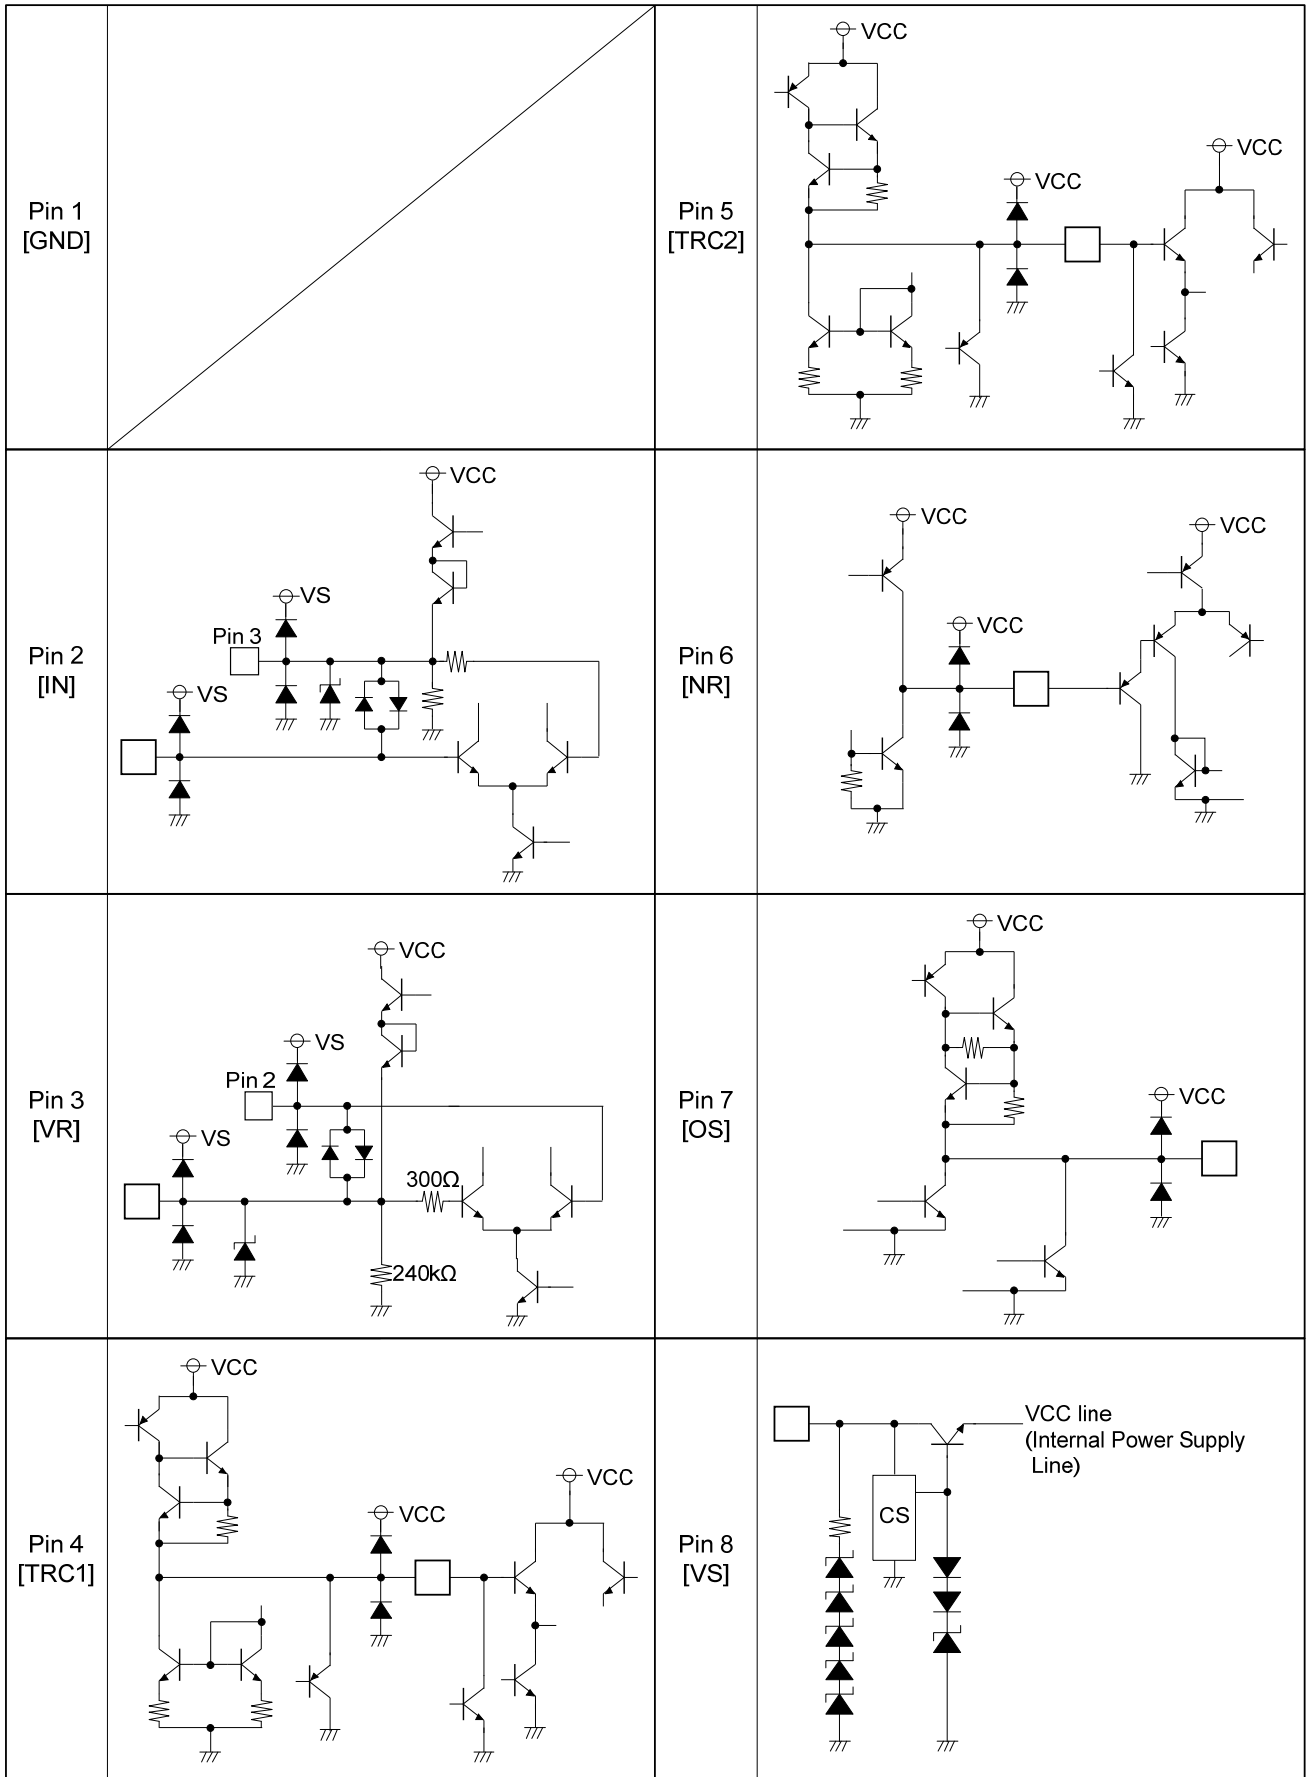 Pin 1
[GND]
Pin 5
[TRC2]
VCC
VCC
VCC
Pin 2
[IN]
VCC
VS
Pin 3
VS
Pin 6
[NR]
VCC
VCC
VCC
Pin 3
[VR]
VCC
VS
Pin 2
VS
300Ω
240kΩ
Pin 7
[OS]
VCC
VCC
Pin 4
[TRC1]
VCC
VCC
VCC
Pin 8
[VS]
VCC line
(Internal Power Supply
Line)
CS